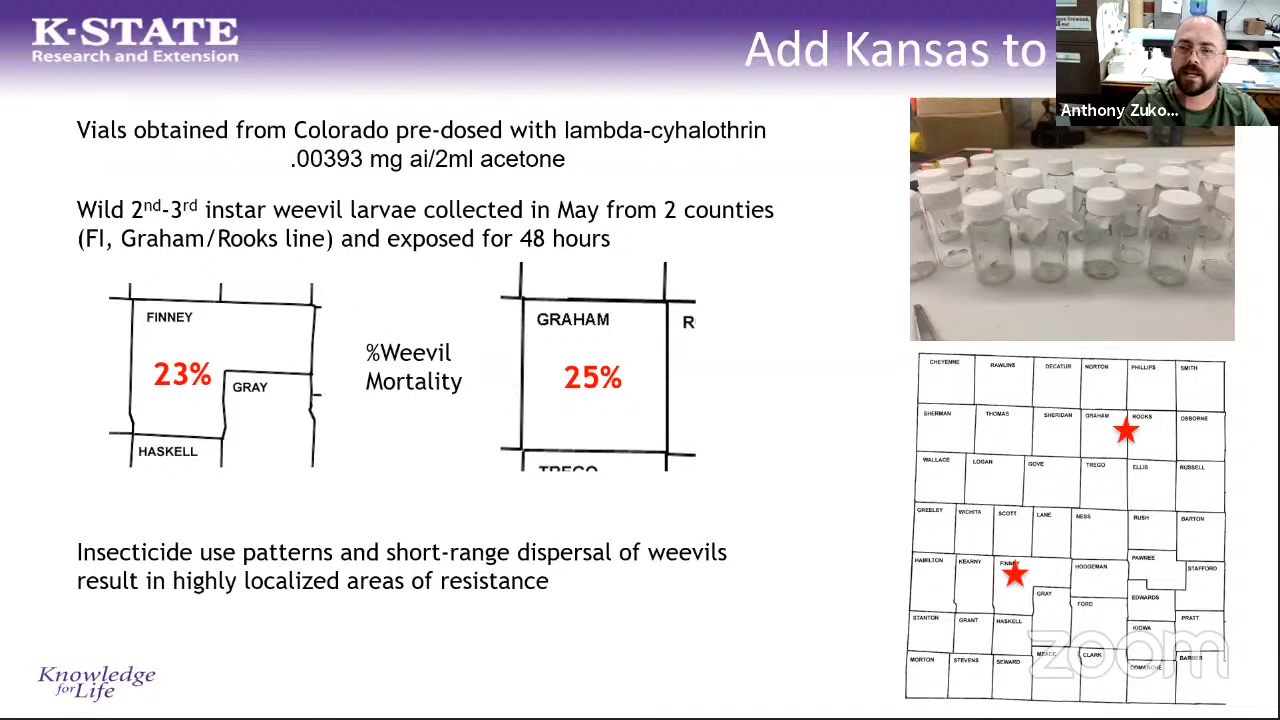 K-STATE
Research and Extension
Add Kansas to
Anthony Zuko...
Vials obtained from Colorado pre-dosed with lambda-cyhalothrin
.00393 mg ai/2ml acetone
Wild 2nd-3rd instar weevil larvae collected in May from 2 counties
(FI, Graham/Rooks line) and exposed for 48 hours
FINNEY
23%
GRAY
HASKELL
%Weevil
Mortality
GRAHAM
R
25%
TREGO
Insecticide use patterns and short-range dispersal of weevils
result in highly localized areas of resistance
CHEYENNE RAWLINS DECATUR NORTON PHILLIPS SMITH
SHERMAN THOMAS SHERIDAN GRAHAM ROOKS OSBORNE
WALLACE LOGAN GOVE TREGO ELLIS RUSSELL
GREELEY WICHITA SCOTT LANE NESS RUSH BARTON
HAMILTON KEARNY FINNEY HODGEMAN PAWNEE STAFFORD
GRAY FORD EDWARDS
STANTON GRANT HASKELL KIOWA PRATT
MORTON STEVENS SEWARD MEADE CLARK COMANCHE BARBER
zoom
Knowledge
for Life